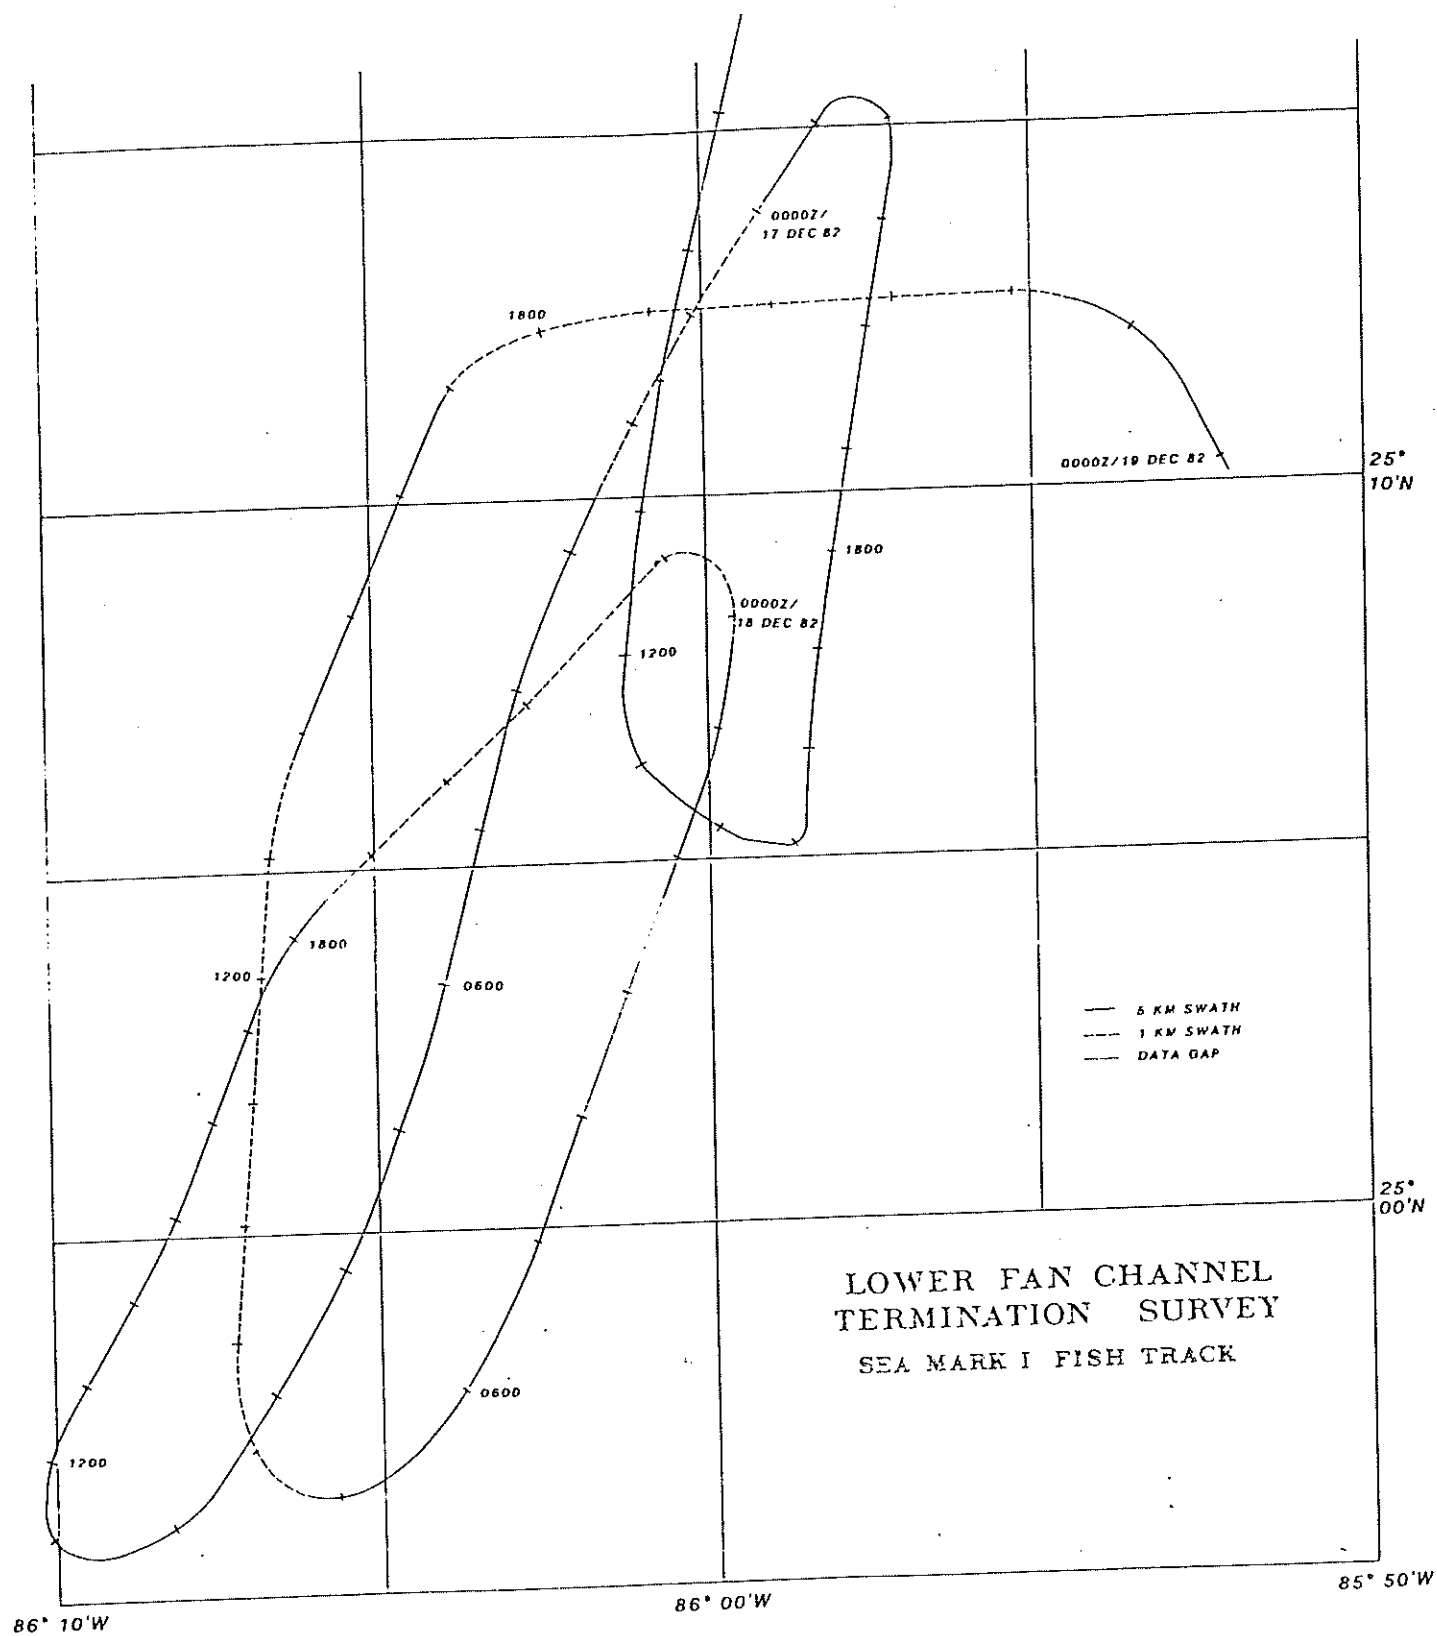 0000Z/
17 DEC 82
1800
0000Z/19 DEC 82
25°
10'N
1800
0000Z/
18 DEC 82
1200
1800
1200
0600
5 KM SWATH
1 KM SWATH
DATA GAP
25°
00'N
LOWER FAN CHANNEL
TERMINATION SURVEY
SEA MARK I FISH TRACK
0600
1200
86° 10'W
86° 00'W
85° 50'W